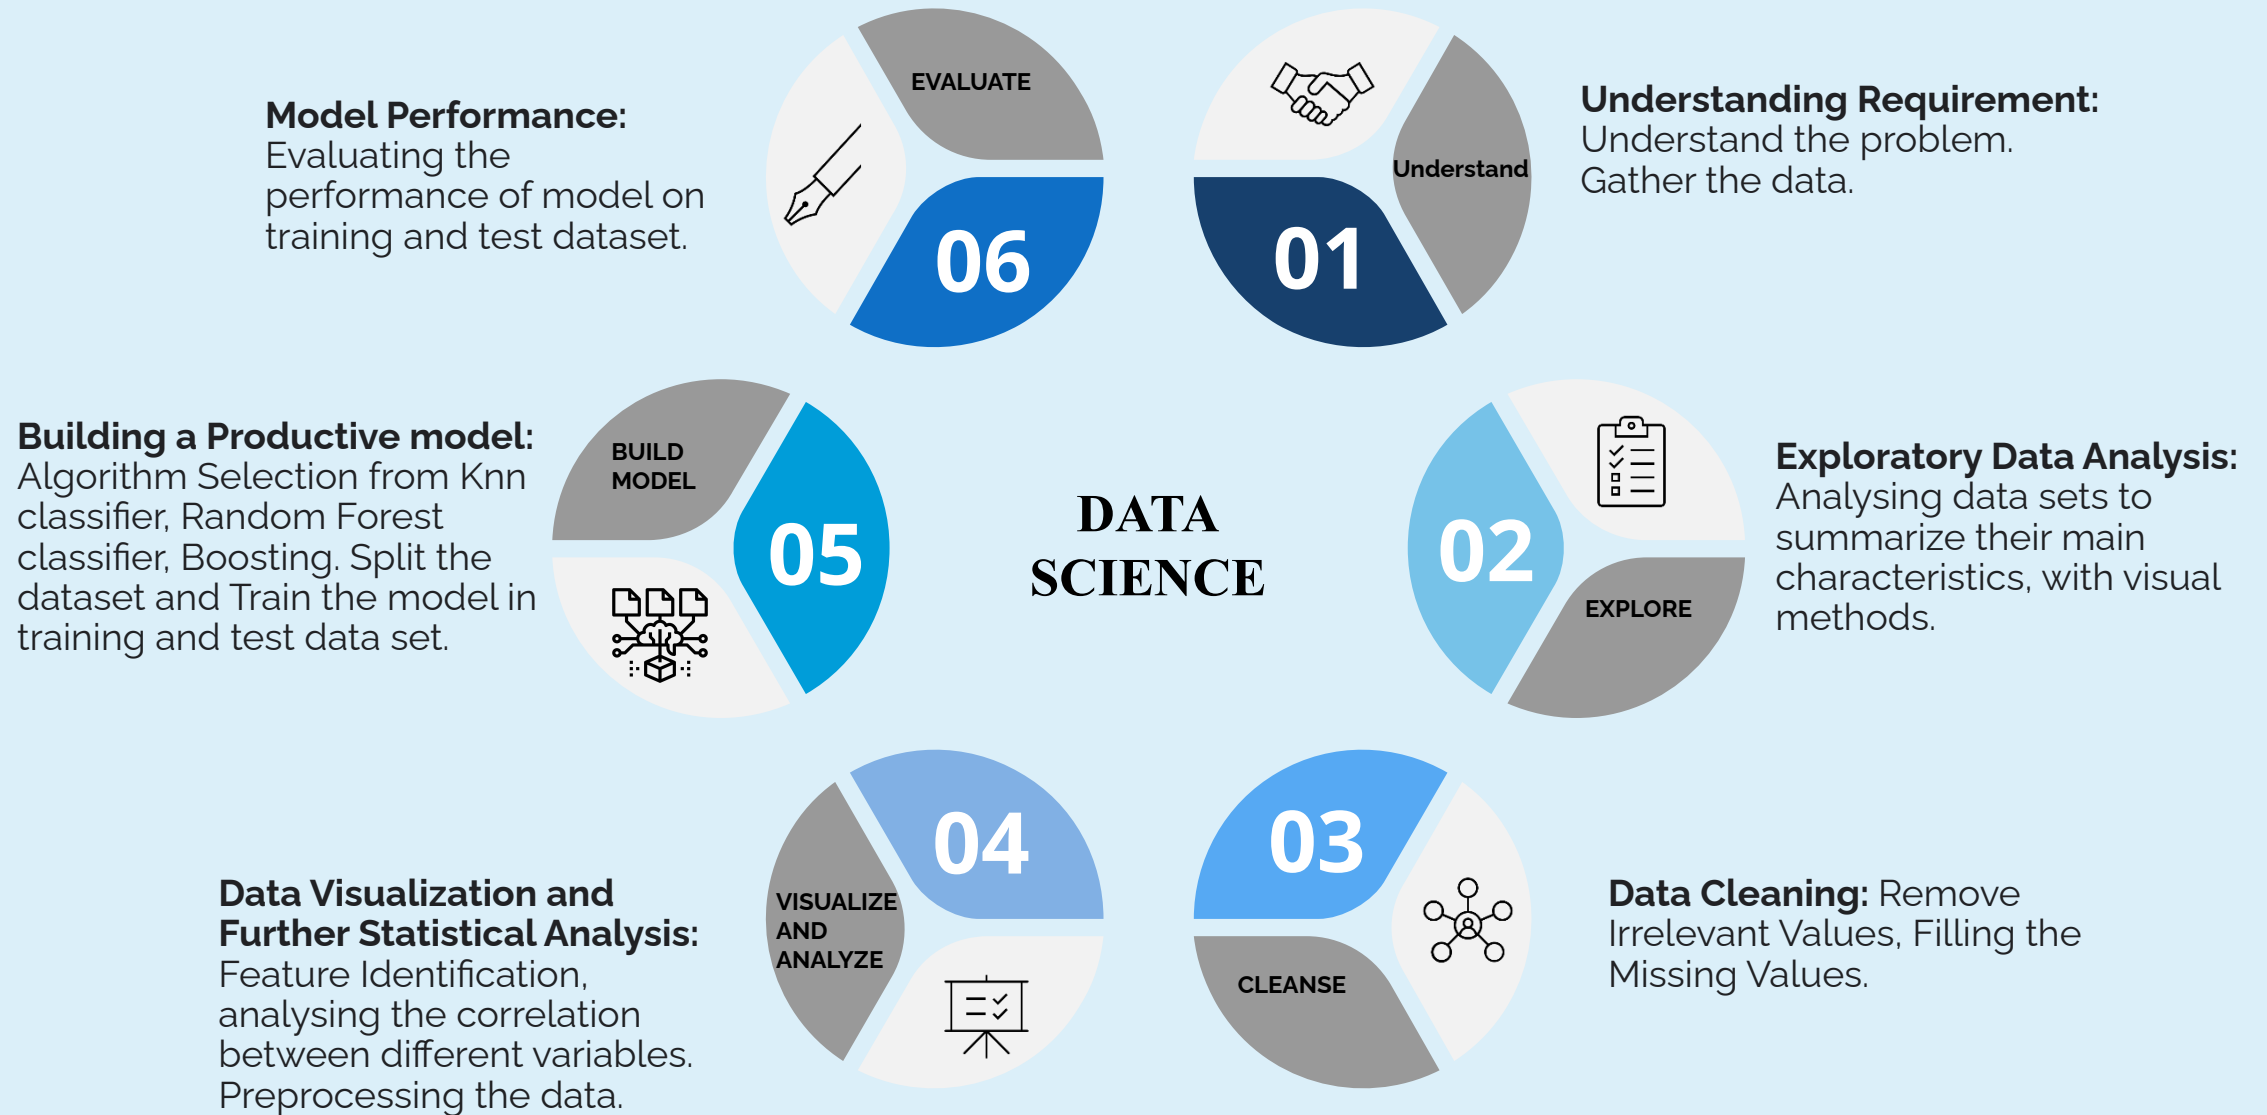 DATA
SCIENCE
01
Understand
Understanding Requirement:
Understand the problem.
Gather the data.
02
EXPLORE
Exploratory Data Analysis:
Analysing data sets to
summarize their main
characteristics, with visual
methods.
03
CLEANSE
Data Cleaning: Remove
Irrelevant Values, Filling the
Missing Values.
04
VISUALIZE
AND
ANALYZE
Data Visualization and
Further Statistical Analysis:
Feature Identification,
analysing the correlation
between different variables.
Preprocessing the data.
05
BUILD
MODEL
Building a Productive model:
Algorithm Selection from Knn
classifier, Random Forest
classifier, Boosting. Split the
dataset and Train the model in
training and test data set.
06
EVALUATE
Model Performance:
Evaluating the
performance of model on
training and test dataset.